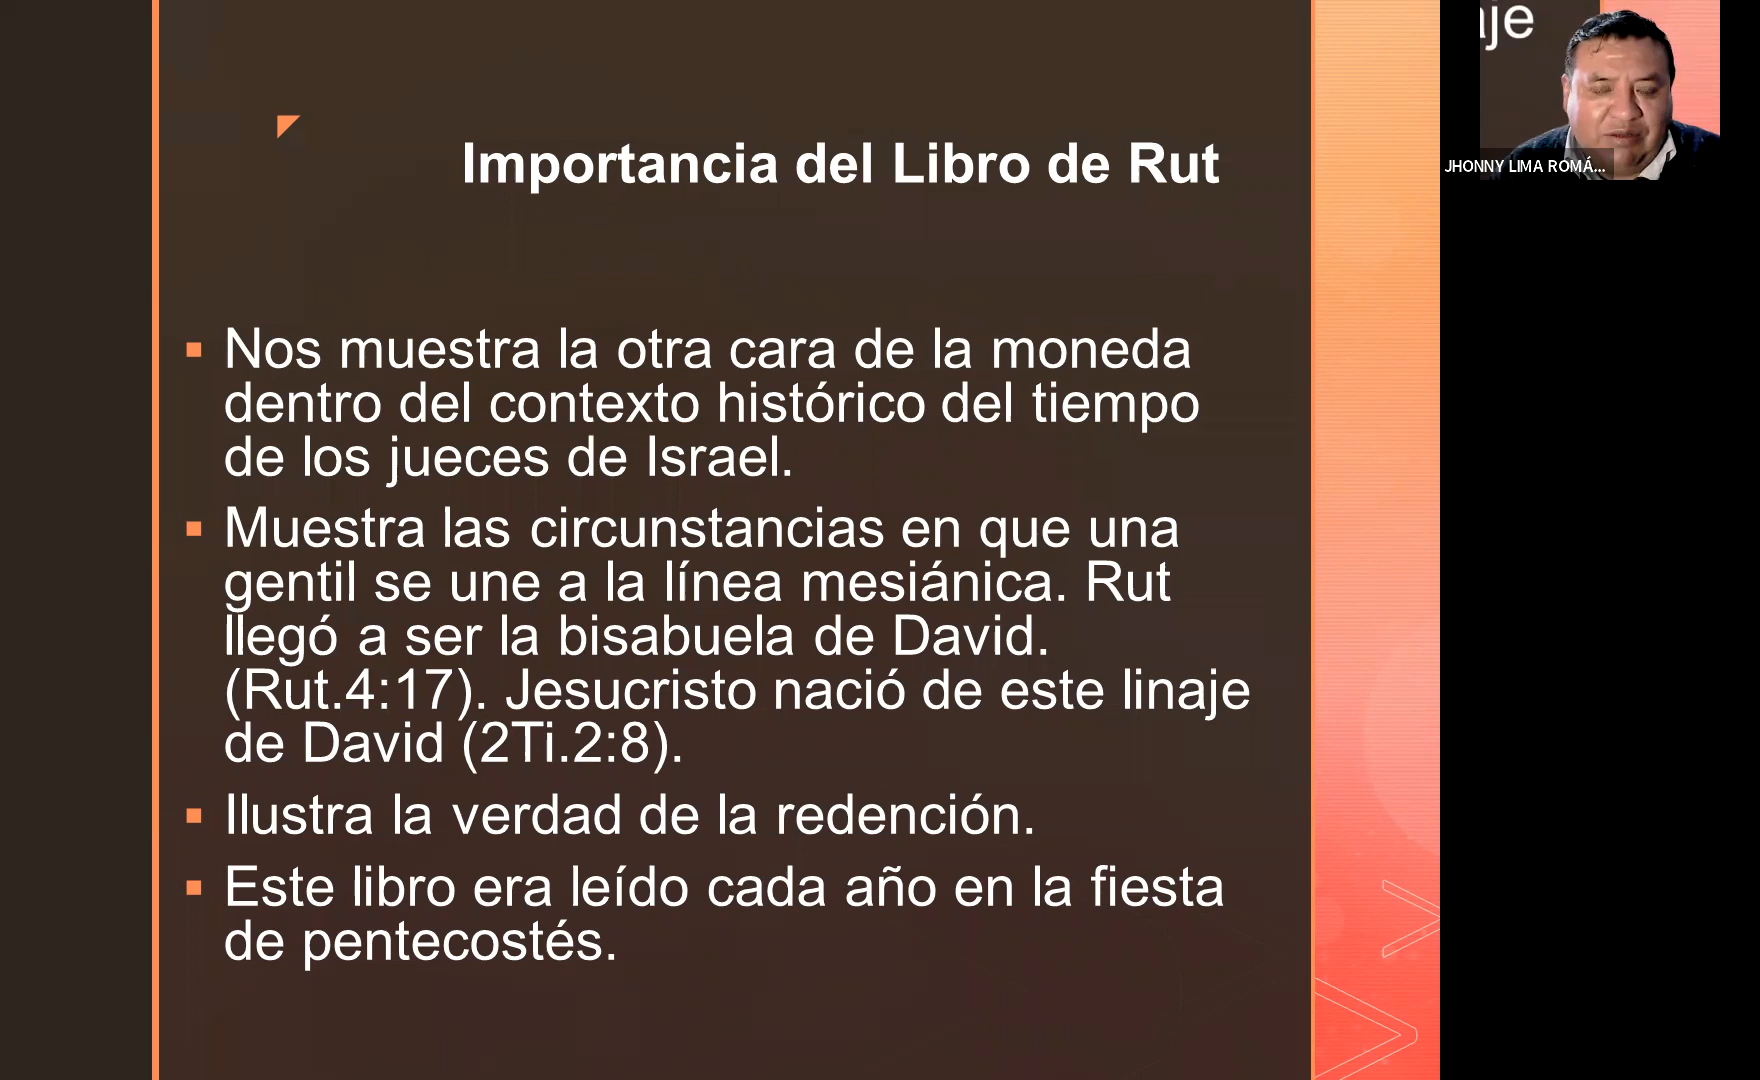 Importancia del Libro de Rut
Nos muestra la otra cara de la moneda
dentro del contexto histórico del tiempo
de los jueces de Israel.
Muestra las circunstancias en que una
gentil se une a la línea mesiánica. Rut
llegó a ser la bisabuela de David.
(Rut.4:17). Jesucristo nació de este linaje
de David (2Ti.2:8).
Ilustra la verdad de la redención.
Este libro era leído cada año en la fiesta
de pentecostés.
aje
JHONNY LIMA ROMÁ...